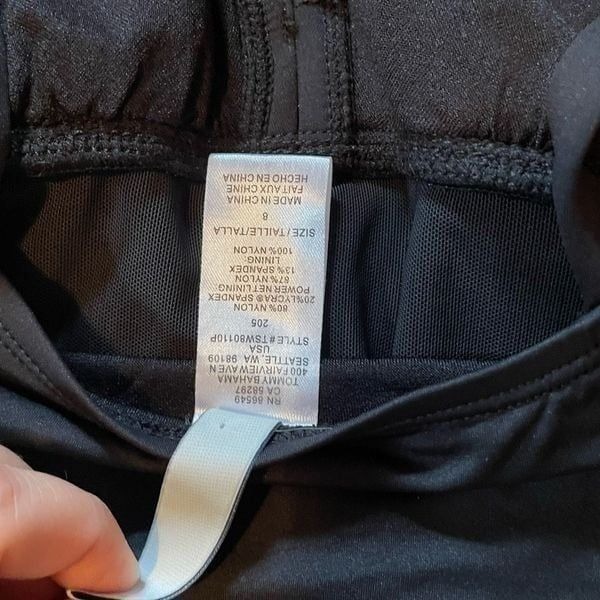 RN 86549
CA 58297
TOMMY BAHAMA
400 FAIRVIEW AVE N
SEATTLE, WA 98109
USA
STYLE#TSW80110P
205
80% NYLON
20%LYCRA® SPANDEX
POWER NET LINING
87% NYLON
13% SPANDEX
LINING:
100% NYLON
SIZE / TAILLE/TALLA
8
MADE IN CHINA
FAIT AUX CHINE
HECHO EN CHINA